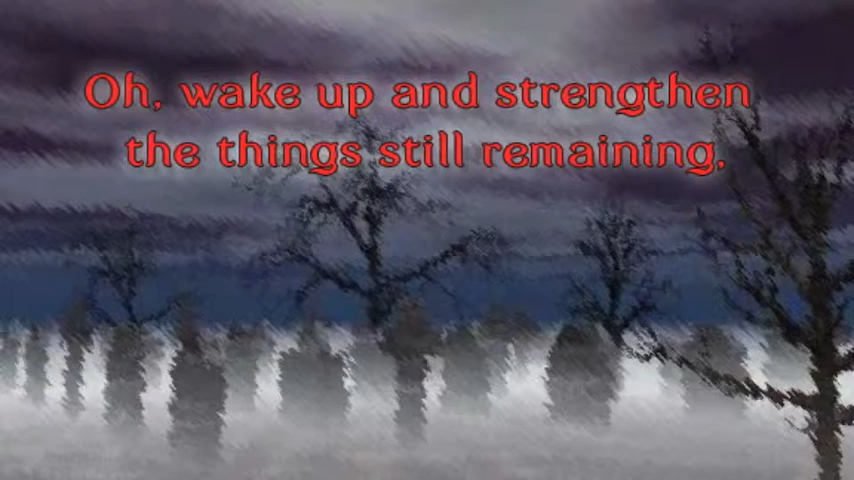 Oh, wake up and strengthen
the things still remaining,